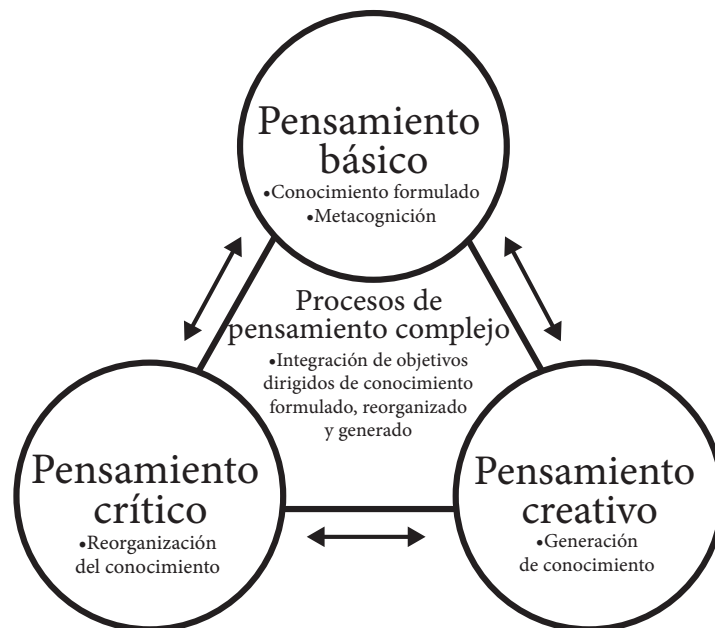 Pensamiento
básico
•Conocimiento formulado
•Metacognición
Procesos de
pensamiento complejo
•Integración de objetivos
dirigidos de conocimiento
formulado, reorganizado
y generado
Pensamiento
crítico
•Reorganización
del conocimiento
Pensamiento
creativo
•Generación
de conocimiento